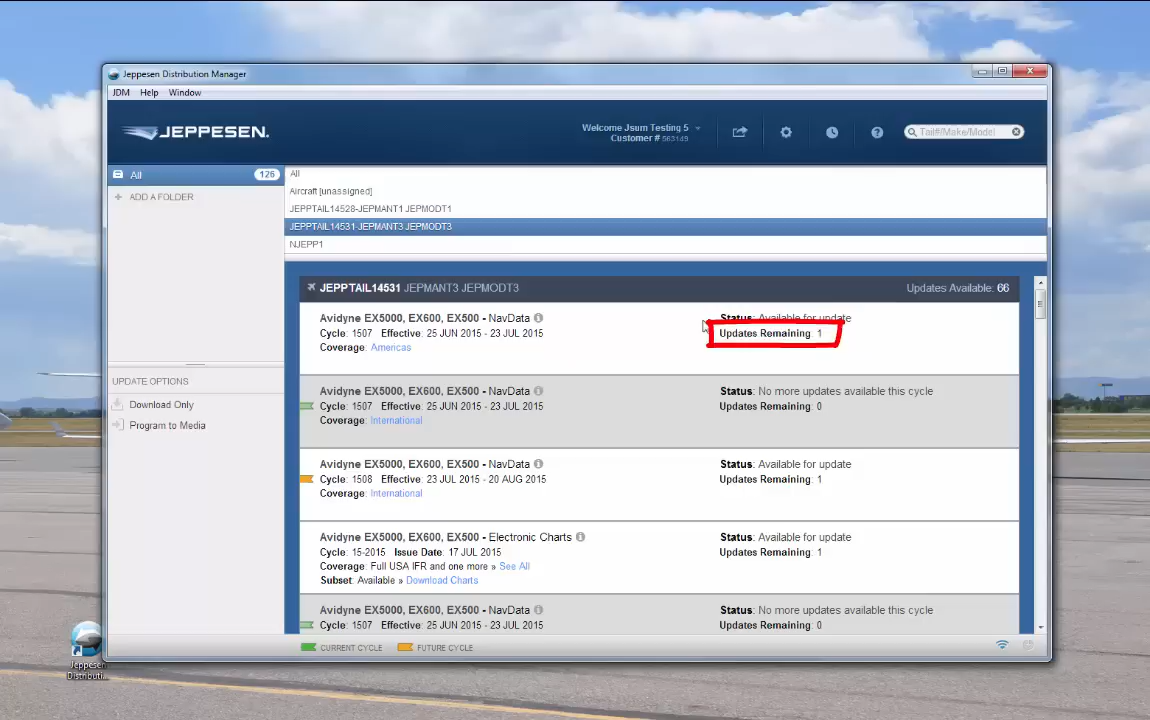 Jeppesen Distribution Manager
JDM Help Window
JEPPESEN.
Welcome Jsum Testing 5
Customer # 563149
Tail#/Make/Model
All 126
ADD A FOLDER
All
Aircraft [unassigned]
JEPPTAIL14528-JEPMANT1 JEPMODT1
JEPPTAIL14531-JEPMANT3 JEPMODT3
NJEPP1
JEPPTAIL14531 JEPMANT3 JEPMODT3 Updates Available: 66
Avidyne EX5000, EX600, EX500 - NavData Status: Available for update
Cycle: 1507 Effective: 25 JUN 2015 - 23 JUL 2015 Updates Remaining: 1
Coverage: Americas
Avidyne EX5000, EX600, EX500 - NavData Status: No more updates available this cycle
Cycle: 1507 Effective: 25 JUN 2015 - 23 JUL 2015 Updates Remaining: 0
Coverage: International
Avidyne EX5000, EX600, EX500 - NavData Status: Available for update
Cycle: 1508 Effective: 23 JUL 2015 - 20 AUG 2015 Updates Remaining: 1
Coverage: International
Avidyne EX5000, EX600, EX500 - Electronic Charts Status: Available for update
Cycle: 15-2015 Issue Date: 17 JUL 2015 Updates Remaining: 1
Coverage: Full USA IFR and one more » See All
Subset: Available » Download Charts
Avidyne EX5000, EX600, EX500 - NavData Status: No more updates available this cycle
Cycle: 1507 Effective: 25 JUN 2015 - 23 JUL 2015 Updates Remaining: 0
UPDATE OPTIONS
Download Only
Program to Media
CURRENT CYCLE FUTURE CYCLE
Jeppesen
Distributi...